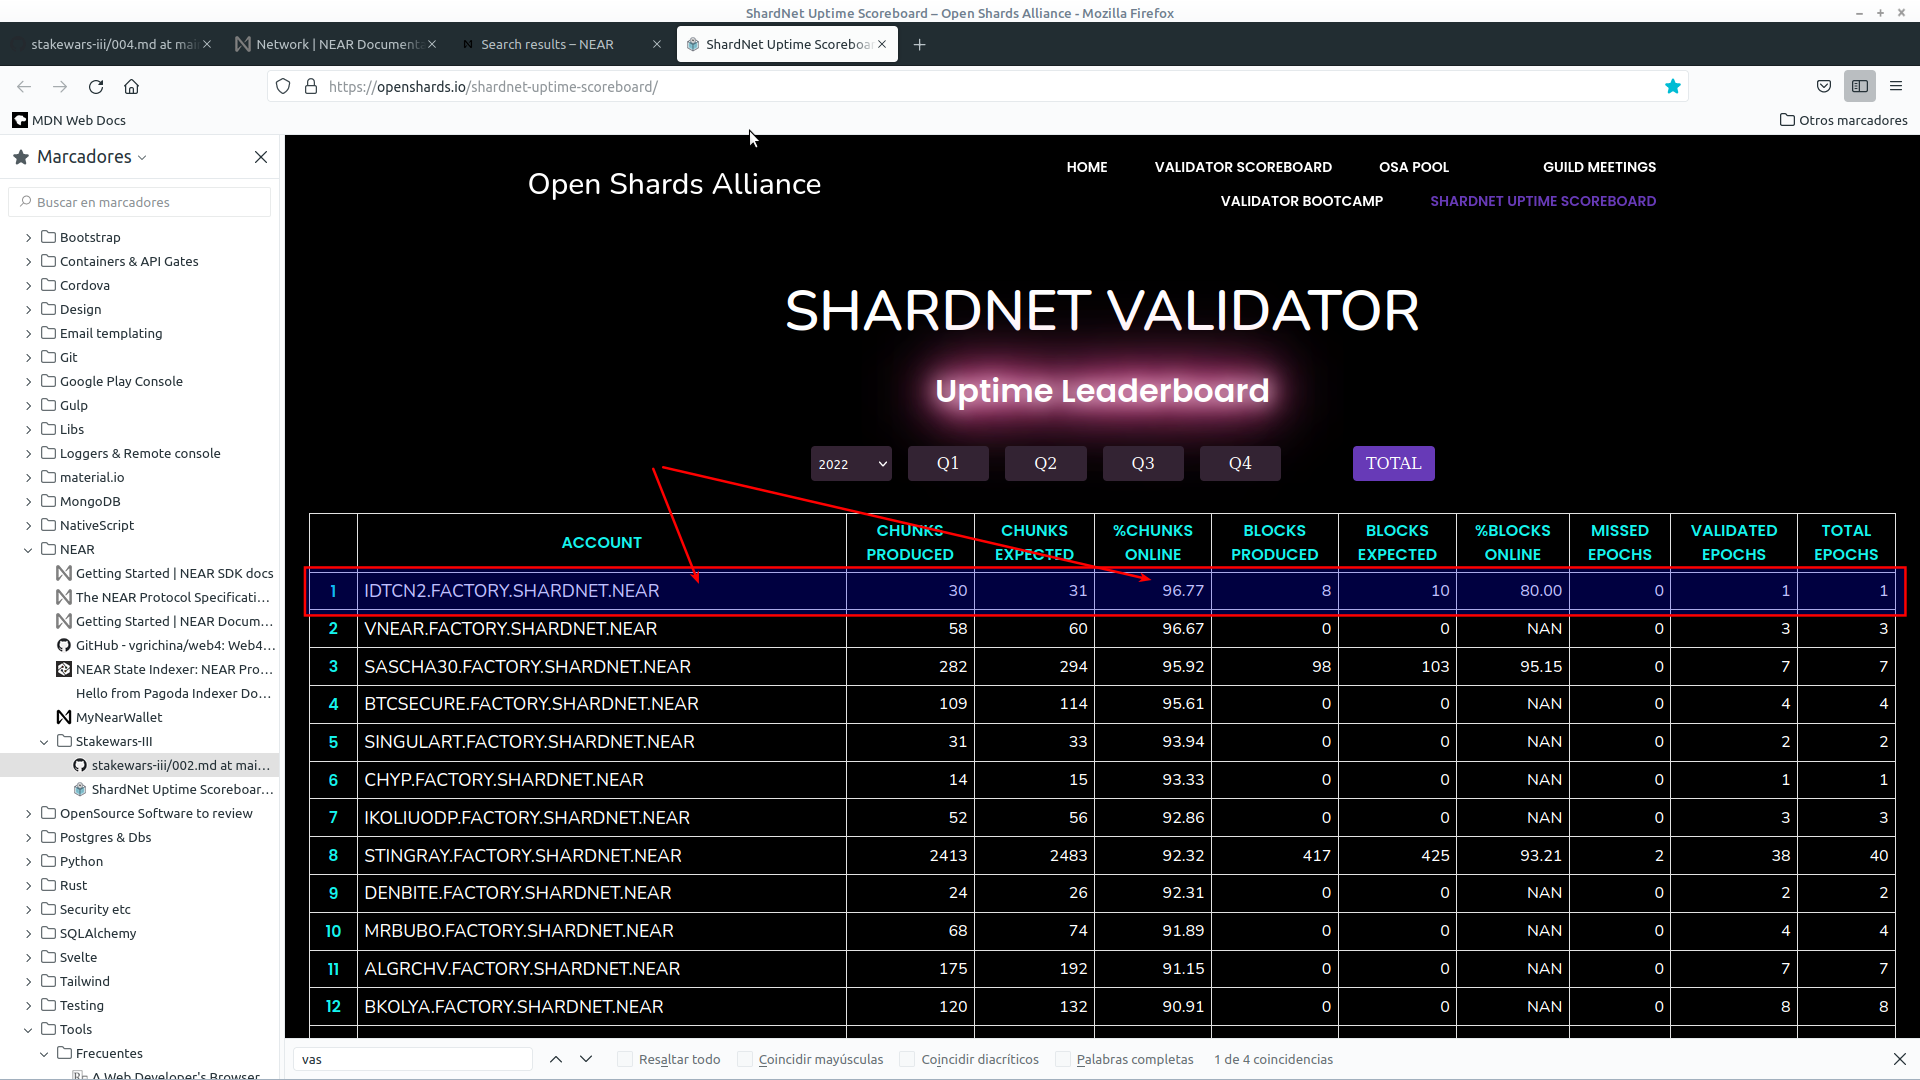 ShardNet Uptime Scoreboard – Open Shards Alliance - Mozilla Firefox
stakewars-iii/004.md at mai
Network | NEAR Documenta
Search results – NEAR
ShardNet Uptime Scoreboa
https://openshards.io/shardnet-uptime-scoreboard/
MDN Web Docs
Otros marcadores
Marcadores
Buscar en marcadores
Bootstrap
Containers & API Gates
Cordova
Design
Email templating
Git
Google Play Console
Gulp
Libs
Loggers & Remote console
material.io
MongoDB
NativeScript
NEAR
Getting Started | NEAR SDK docs
The NEAR Protocol Specificati…
Getting Started | NEAR Docum…
GitHub - vgrichina/web4: Web4…
NEAR State Indexer: NEAR Pro…
Hello from Pagoda Indexer Do…
MyNearWallet
Stakewars-III
stakewars-iii/002.md at mai…
ShardNet Uptime Scoreboar…
OpenSource Software to review
Postgres & Dbs
Python
Rust
Security etc
SQLAlchemy
Svelte
Tailwind
Testing
Tools
Frecuentes
A Web Developer's Browser
Open Shards Alliance
HOME VALIDATOR SCOREBOARD OSA POOL GUILD MEETINGS
VALIDATOR BOOTCAMP SHARDNET UPTIME SCOREBOARD
SHARDNET VALIDATOR
Uptime Leaderboard
2022 Q1 Q2 Q3 Q4 TOTAL
ACCOUNT CHUNKS PRODUCED CHUNKS EXPECTED %CHUNKS ONLINE BLOCKS PRODUCED BLOCKS EXPECTED %BLOCKS ONLINE MISSED EPOCHS VALIDATED EPOCHS TOTAL EPOCHS
1 IDTCN2.FACTORY.SHARDNET.NEAR 30 31 96.77 8 10 80.00 0 1 1
2 VNEAR.FACTORY.SHARDNET.NEAR 58 60 96.67 0 0 NAN 0 3 3
3 SASCHA30.FACTORY.SHARDNET.NEAR 282 294 95.92 98 103 95.15 0 7 7
4 BTCSECURE.FACTORY.SHARDNET.NEAR 109 114 95.61 0 0 NAN 0 4 4
5 SINGULART.FACTORY.SHARDNET.NEAR 31 33 93.94 0 0 NAN 0 2 2
6 CHYP.FACTORY.SHARDNET.NEAR 14 15 93.33 0 0 NAN 0 1 1
7 IKOLIUODP.FACTORY.SHARDNET.NEAR 52 56 92.86 0 0 NAN 0 3 3
8 STINGRAY.FACTORY.SHARDNET.NEAR 2413 2483 92.32 417 425 93.21 2 38 40
9 DENBITE.FACTORY.SHARDNET.NEAR 24 26 92.31 0 0 NAN 0 2 2
10 MRBUBO.FACTORY.SHARDNET.NEAR 68 74 91.89 0 0 NAN 0 4 4
11 ALGRCHV.FACTORY.SHARDNET.NEAR 175 192 91.15 0 0 NAN 0 7 7
12 BKOLYA.FACTORY.SHARDNET.NEAR 120 132 90.91 0 0 NAN 0 8 8
vas
Resaltar todo
Coincidir mayúsculas
Coincidir diacríticos
Palabras completas
1 de 4 coincidencias